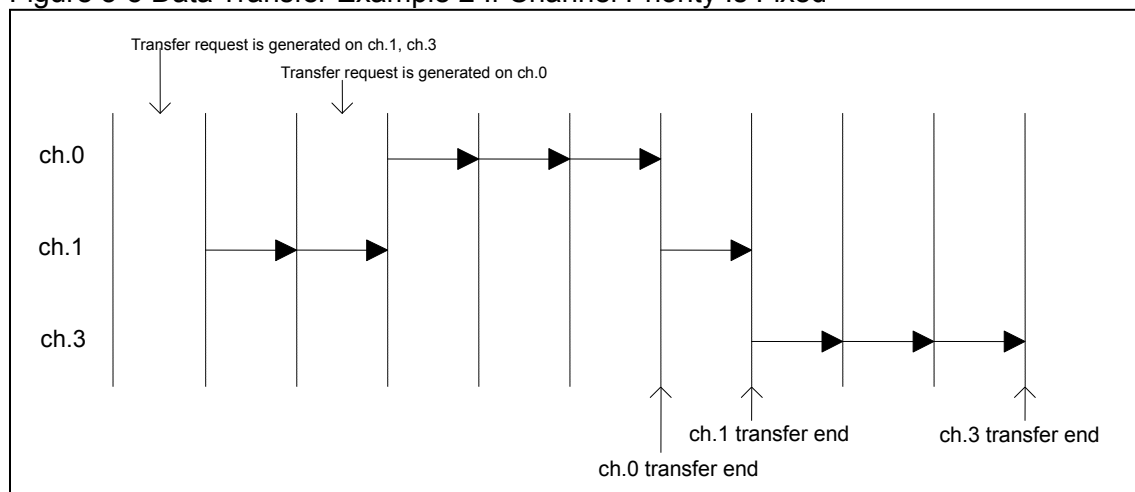 Figure Data Transfer Example 2 If Channel Priority Is Fixed
Transfer request is generated on ch.1, ch.3
Transfer request is generated on ch.0
ch.0
ch.1
ch.3
ch.1 transfer end
ch.3 transfer end
ch.0 transfer end